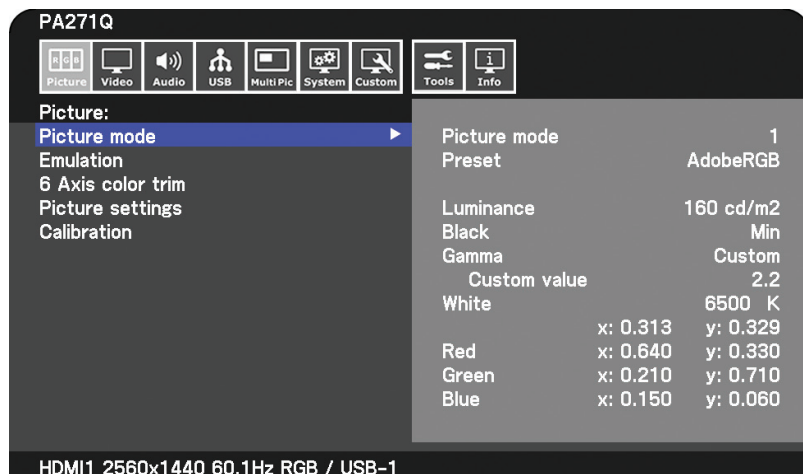 PA271Q
R G B
Picture Video Audio USB MultiPic System Custom Tools Info
Picture:
Picture mode
Emulation
6 Axis color trim
Picture settings
Calibration
Picture mode 1
Preset AdobeRGB
Luminance 160 cd/m2
Black Min
Gamma Custom
Custom value 2.2
White 6500 K
x: 0.313 y: 0.329
Red x: 0.640 y: 0.330
Green x: 0.210 y: 0.710
Blue x: 0.150 y: 0.060
HDMI1 2560x1440 60.1Hz RGB / USB-1